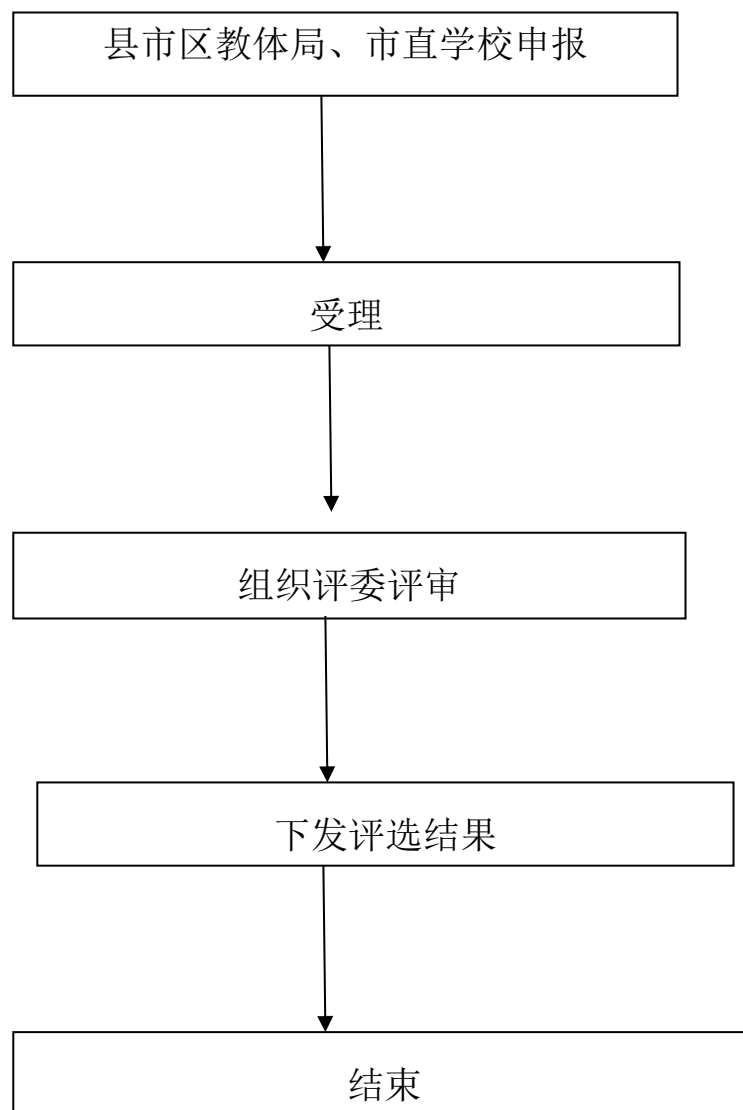 县市区教体局、市直学校申报
受理
组织评委评审
下发评选结果
结束